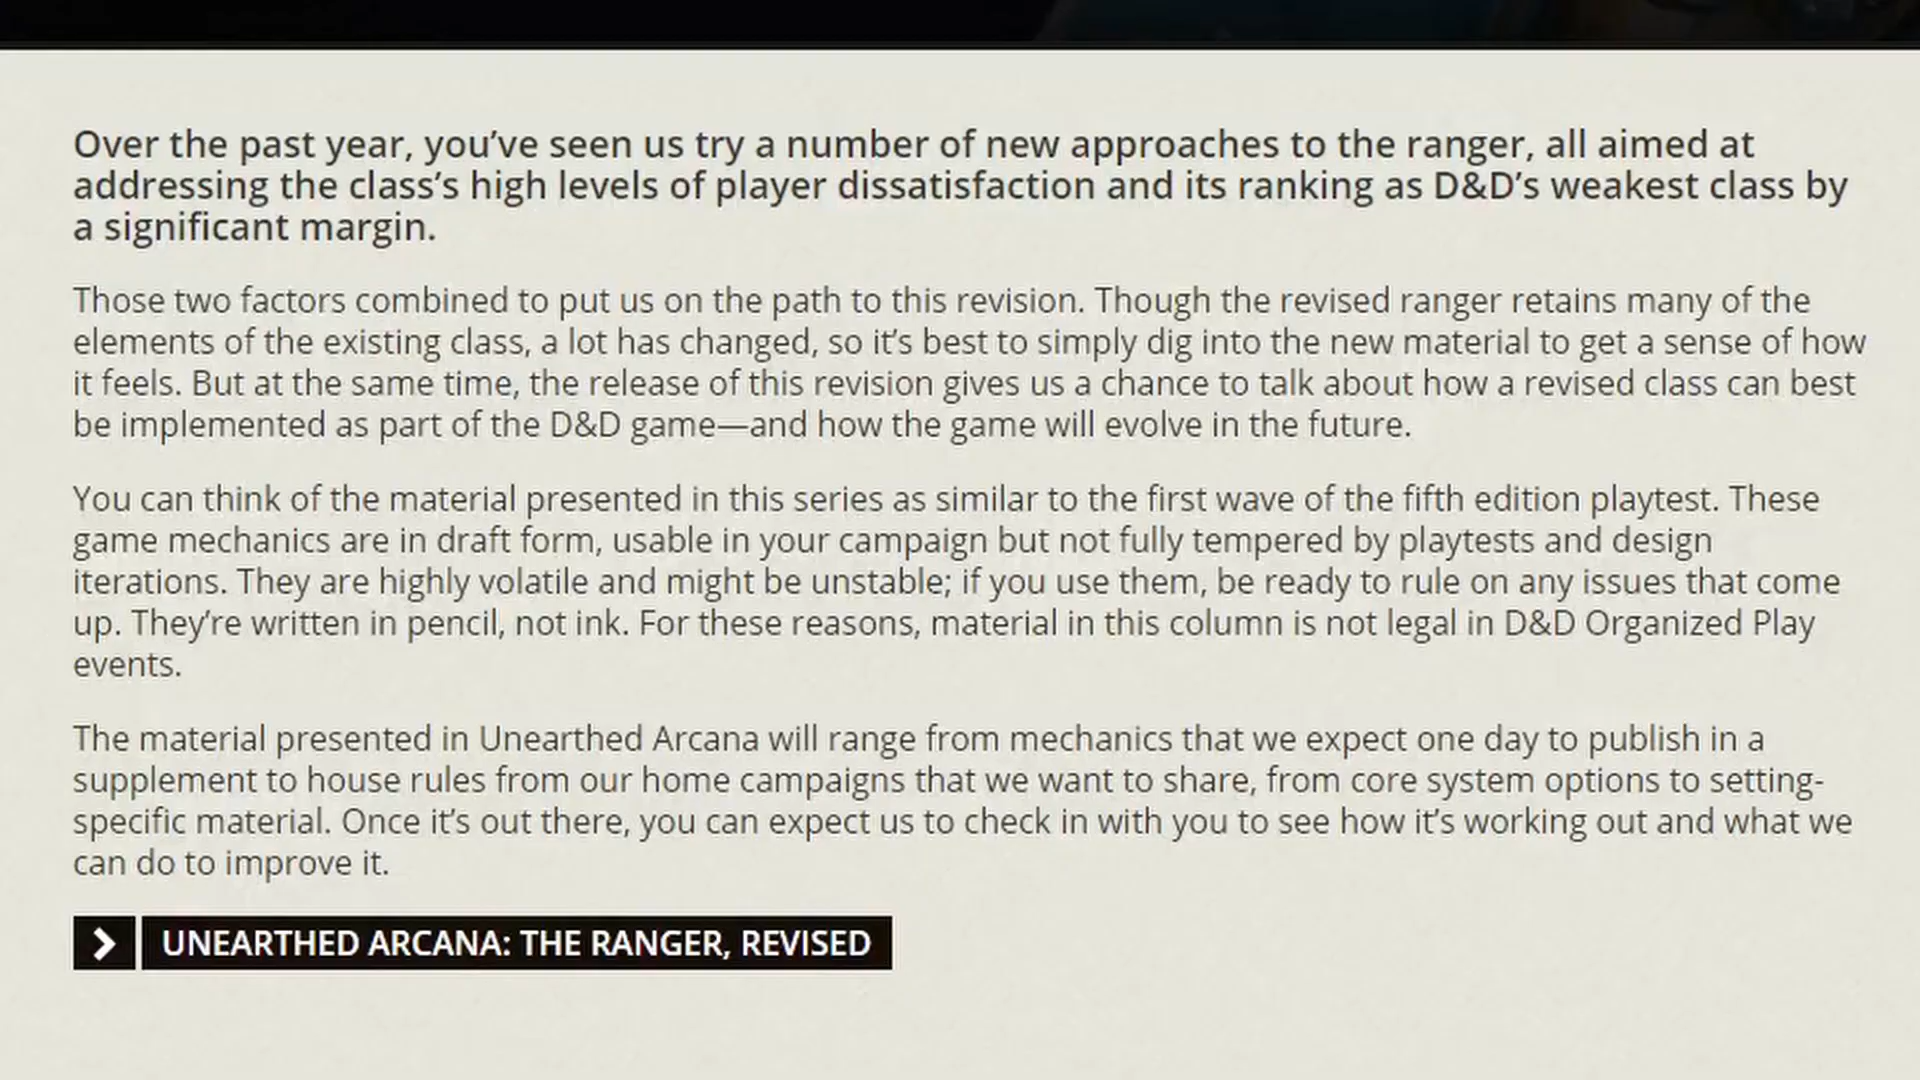 Over the past year, you’ve seen us try a number of new approaches to the ranger, all aimed at
addressing the class’s high levels of player dissatisfaction and its ranking as D&D’s weakest class by
a significant margin.
Those two factors combined to put us on the path to this revision. Though the revised ranger retains many of the
elements of the existing class, a lot has changed, so it’s best to simply dig into the new material to get a sense of how
it feels. But at the same time, the release of this revision gives us a chance to talk about how a revised class can best
be implemented as part of the D&D game—and how the game will evolve in the future.
You can think of the material presented in this series as similar to the first wave of the fifth edition playtest. These
game mechanics are in draft form, usable in your campaign but not fully tempered by playtests and design
iterations. They are highly volatile and might be unstable; if you use them, be ready to rule on any issues that come
up. They’re written in pencil, not ink. For these reasons, material in this column is not legal in D&D Organized Play
events.
The material presented in Unearthed Arcana will range from mechanics that we expect one day to publish in a
supplement to house rules from our home campaigns that we want to share, from core system options to setting-
specific material. Once it’s out there, you can expect us to check in with you to see how it’s working out and what we
can do to improve it.
UNEARTHED ARCANA: THE RANGER, REVISED